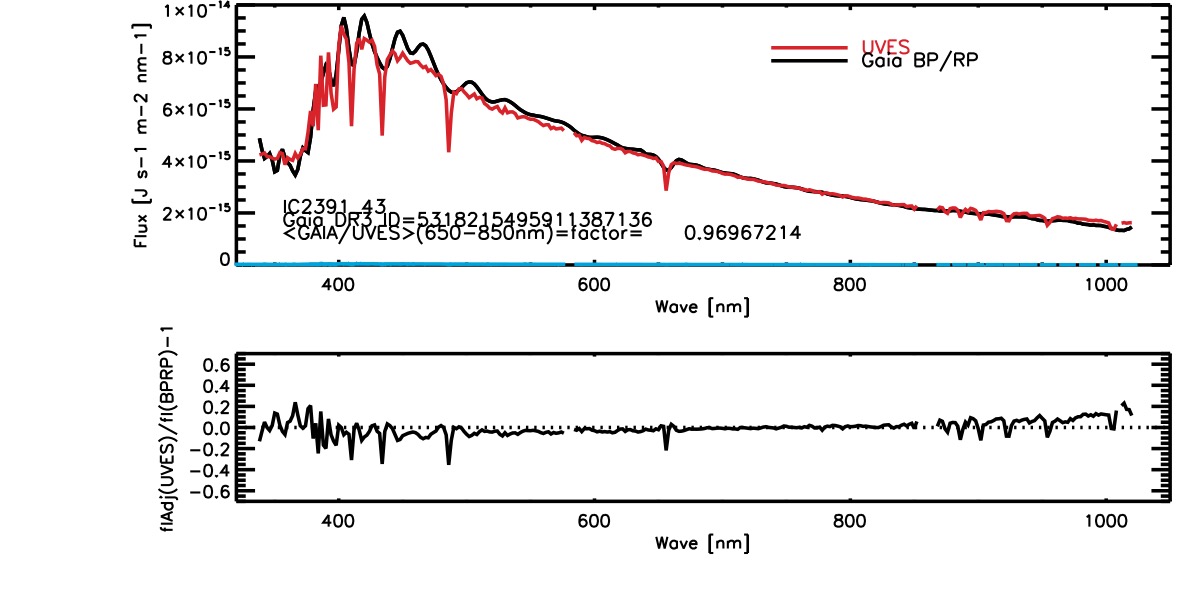 1×10−14
8×10−15
6×10−15
4×10−15
2×10−15
0
Flux [J s−1 m−2 nm−1]
UVES
Gaia BP/RP
IC2391_43
Gaia DR3 ID=5318215495911387136
<GAIA/UVES>(650−850nm)=factor= 0.96967214
400 600 800 1000
Wave [nm]
flAdj(UVES)/fl(BPRP)−1
0.6
0.4
0.2
0.0
−0.2
−0.4
−0.6
400 600 800 1000
Wave [nm]